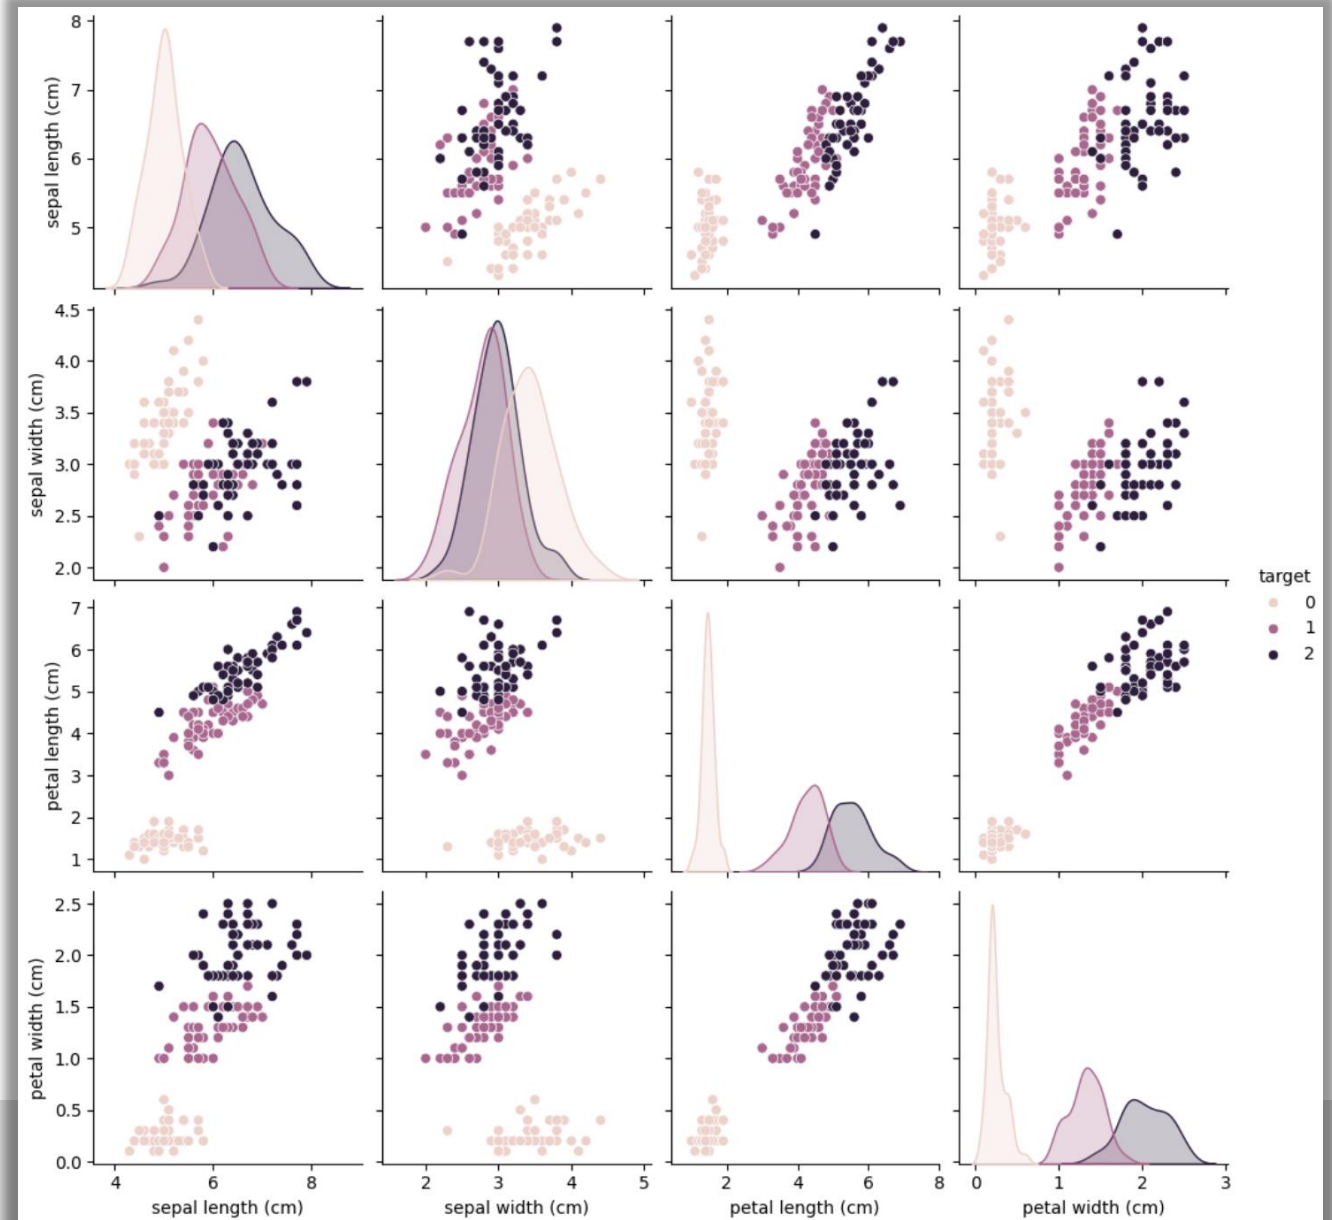 8
7
6
5
sepal length (cm)
4.5
4.0
3.5
3.0
2.5
2.0
sepal width (cm)
7
6
5
4
3
2
1
petal length (cm)
2.5
2.0
1.5
1.0
0.5
0.0
petal width (cm)
target
0
1
2
4 6 8
2 3 4 5
2 4 6 8
0 1 2 3
sepal length (cm)
sepal width (cm)
petal length (cm)
petal width (cm)